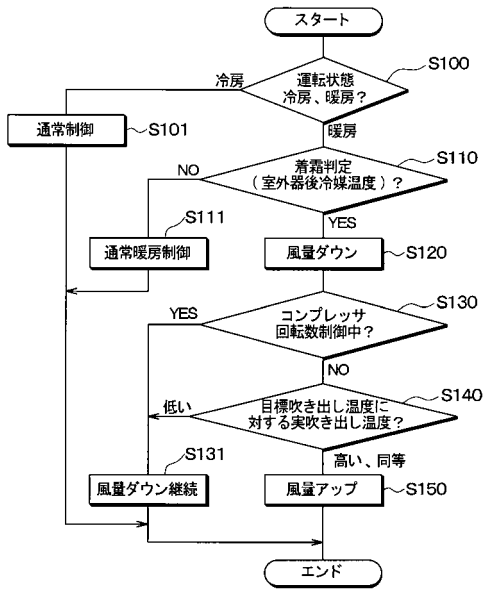 スタート
S100
運転状態
冷房、暖房?
冷房
暖房
通常制御
S101
S110
着霜判定
(室外器後冷媒温度)?
NO
YES
S111
通常暖房制御
風量ダウン
S120
S130
コンプレッサ
回転数制御中?
YES
NO
S140
目標吹き出し温度に
対する実吹き出し温度?
低い
高い、同等
S131
風量ダウン継続
風量アップ
S150
エンド